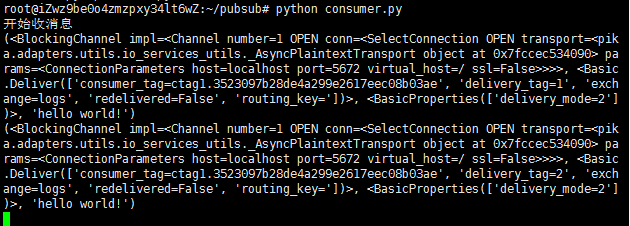 root@iZwz9be0o4zmzpxy34lt6wZ:~/pubsub# python consumer.py
开始收消息
(<BlockingChannel impl=<Channel number=1 OPEN conn=<SelectConnection OPEN transport=<pik
a.adapters.utils.io_services_utils._AsyncPlaintextTransport object at 0x7fccec534090> pa
rams=<ConnectionParameters host=localhost port=5672 virtual_host=/ ssl=False>>>>, <Basic
.Deliver(['consumer_tag=ctag1.3523097b28de4a299e2617eec08b03ae', 'delivery_tag=1', 'exch
ange=logs', 'redelivered=False', 'routing_key='])>, <BasicProperties(['delivery_mode=2']
)>, 'hello world!')
(<BlockingChannel impl=<Channel number=1 OPEN conn=<SelectConnection OPEN transport=<pik
a.adapters.utils.io_services_utils._AsyncPlaintextTransport object at 0x7fccec534090> pa
rams=<ConnectionParameters host=localhost port=5672 virtual_host=/ ssl=False>>>>, <Basic
.Deliver(['consumer_tag=ctag1.3523097b28de4a299e2617eec08b03ae', 'delivery_tag=2', 'exch
ange=logs', 'redelivered=False', 'routing_key='])>, <BasicProperties(['delivery_mode=2']
)>, 'hello world!')